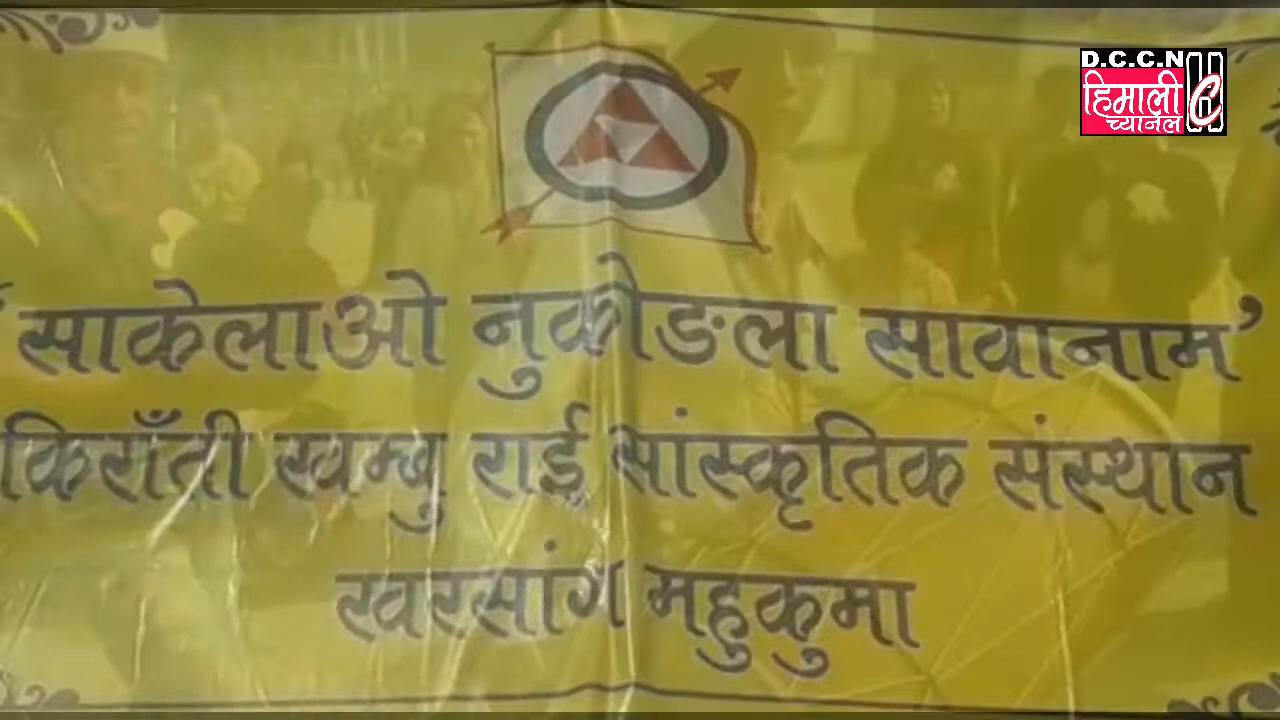 D.C.C.N
हिमाली
च्यानल
‘साकेलाओ नुकोङला सावानाम’
किराँती खम्बु राई सांस्कृतिक संस्थान
खरसांग महुकुमा